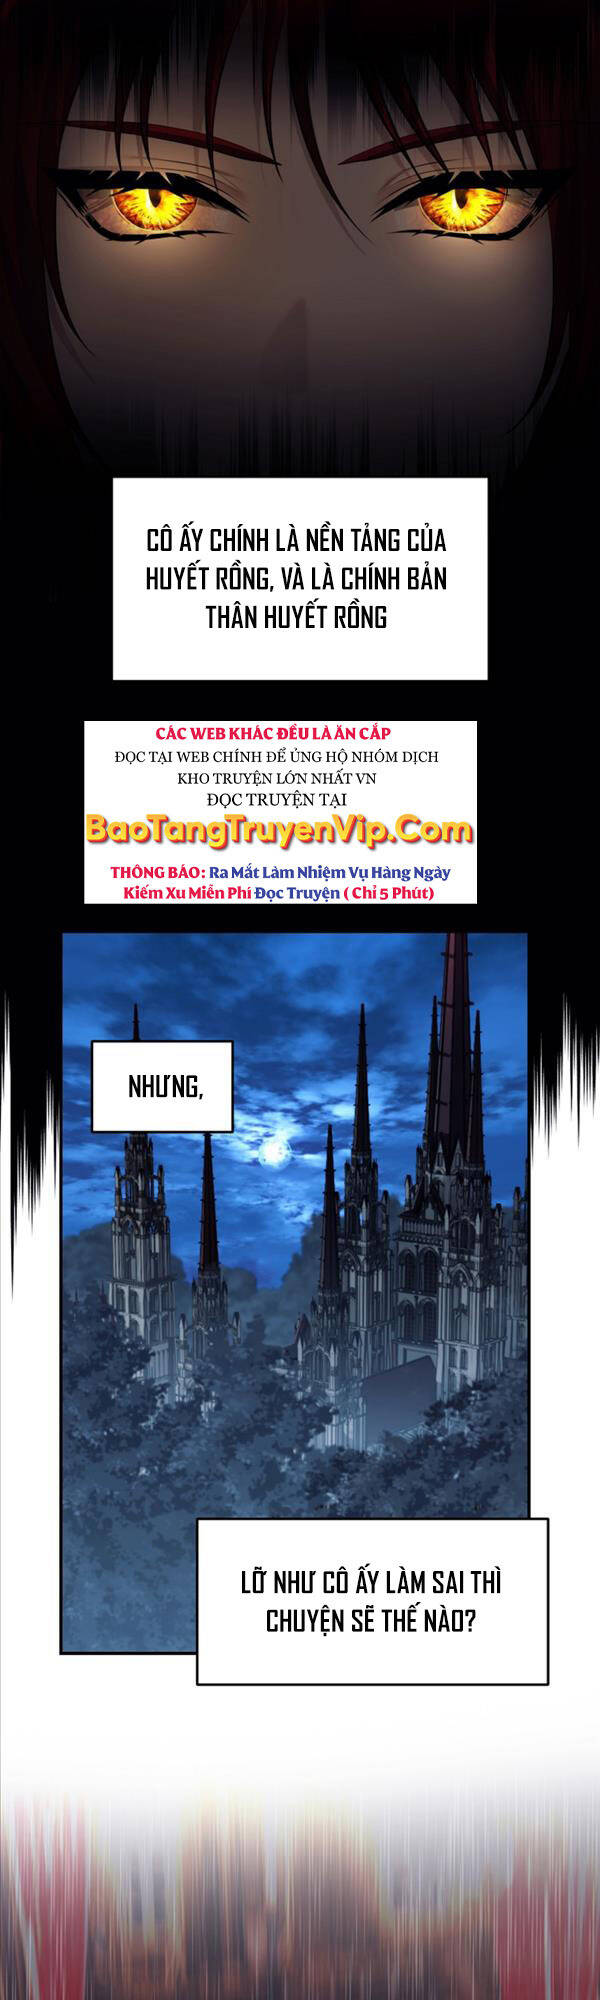 CÔ ẤY CHÍNH LÀ NỀN TẢNG CỦA
HUYẾT RỒNG, VÀ LÀ CHÍNH BẢN
THÂN HUYẾT RỒNG
CÁC WEB KHÁC ĐỀU LÀ ĂN CẮP
ĐỌC TẠI WEB CHÍNH ĐỂ ỦNG HỘ NHÓM DỊCH
KHO TRUYỆN LỚN NHẤT VN
ĐỌC TRUYỆN TẠI
BaoTangTruyenVip.Com
THÔNG BÁO: Ra Mắt Làm Nhiệm Vụ Hàng Ngày
Kiếm Xu Miễn Phí Đọc Truyện ( Chỉ 5 Phút)
NHƯNG,
LỠ NHƯ CÔ ẤY LÀM SAI THÌ
CHUYỆN SẼ THẾ NÀO?